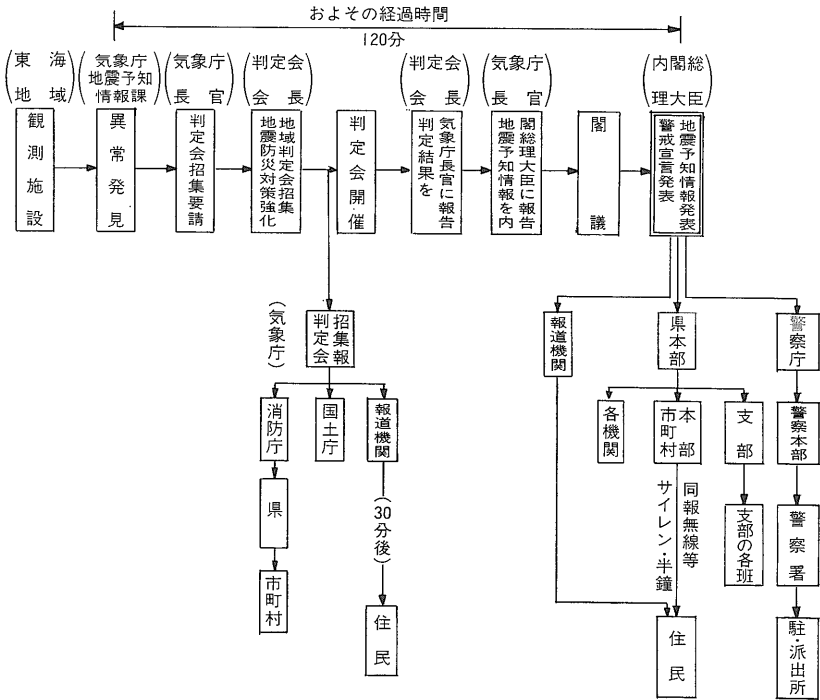 およその経過時間
120分
(東海地域)
(気象庁地震予知情報課)
(気象庁長官)
(判定会会長)
(判定会会長)
(気象庁長官)
(内閣総理大臣)
観測施設
異常発見
判定会招集要請
地震防災対策強化
地域判定会招集
判定会開催
判定結果を
気象庁長官に報告
地震予知情報を内
閣総理大臣に報告
閣議
警戒宣言発表
地震予知情報発表
(気象庁)
判定会
招集報
消防庁
国土庁
報道機関
県
市町村
(30分後)
住民
報道機関
県本部
警察庁
各機関
市町村
本部
支部
警察本部
サイレン・半鐘
同報無線等
支部の各班
警察署
住民
駐・派出所